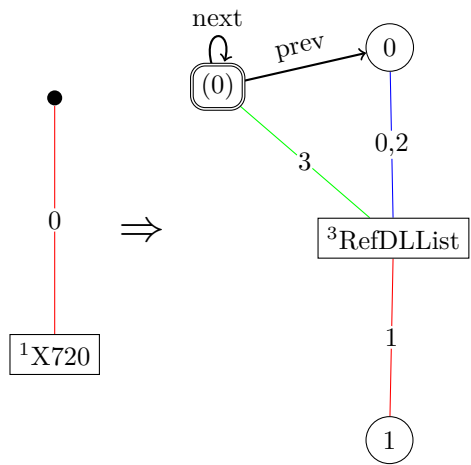 next
prev
(0)
0
0
3
0,2
⇒
³RefDLList
¹X720
1
1